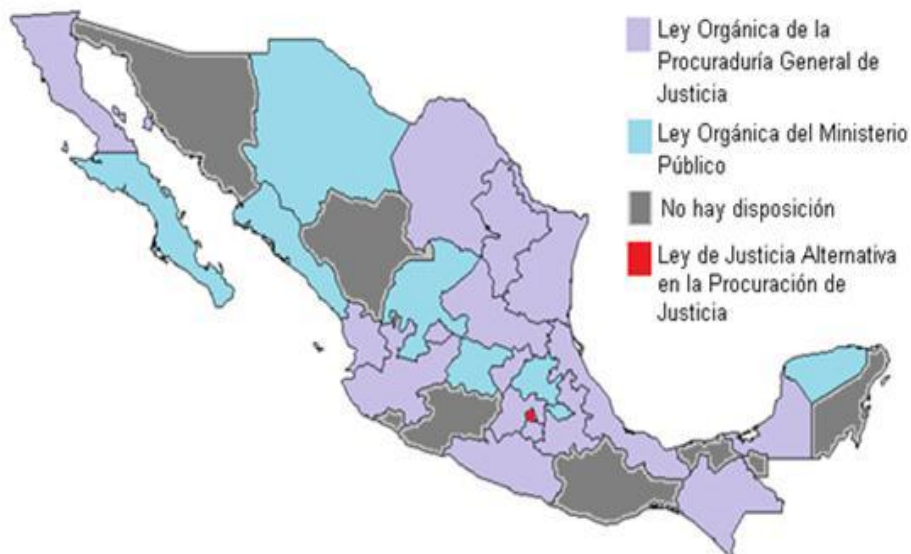 Ley Orgánica de la
Procuraduría General de
Justicia
Ley Orgánica del Ministerio
Público
No hay disposición
Ley de Justicia Alternativa
en la Procuración de
Justicia